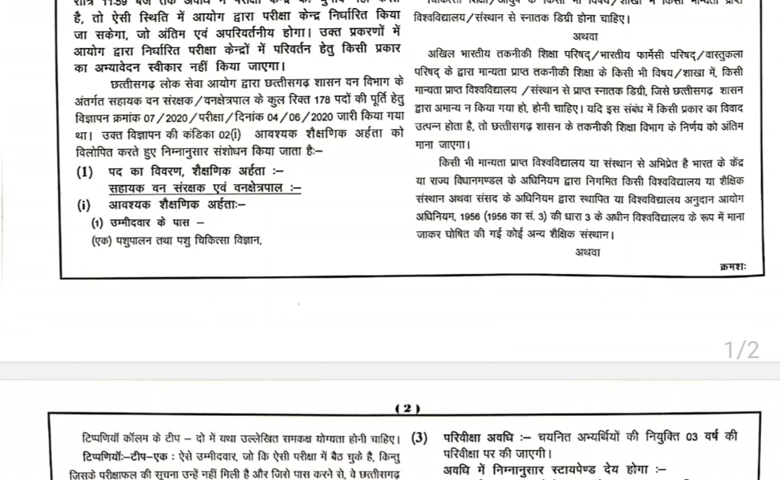 है, तो ऐसी स्थिति में आयोग द्वारा परीक्षा केन्द्र निर्धारित किया
जा सकेगा, जो अंतिम एवं अपरिवर्तनीय होगा। उक्त प्रकरणों में
आयोग द्वारा निर्धारित परीक्षा केन्द्रों में परिवर्तन हेतु किसी प्रकार
का अभ्यावेदन स्वीकार नहीं किया जाएगा।
छत्तीसगढ़ लोक सेवा आयोग द्वारा छत्तीसगढ़ शासन वन विभाग के
अंतर्गत सहायक वन संरक्षक/वनक्षेत्रपाल के कुल रिक्त 178 पदों की पूर्ति हेतु
विज्ञापन क्रमांक 07/2020/परीक्षा/दिनांक 04/06/2020 जारी किया गया
था। उक्त विज्ञापन की कंडिका 02(i) आवश्यक शैक्षणिक अर्हता को
विलोपित करते हुए निम्नानुसार संशोधन किया जाता है:–
(1) पद का विवरण, शैक्षणिक अर्हता :–
सहायक वन संरक्षक एवं वनक्षेत्रपाल :–
(i) आवश्यक शैक्षणिक अर्हताः–
(1) उम्मीदवार के पास –
(एक) पशुपालन तथा पशु चिकित्सा विज्ञान,
विश्वविद्यालय/संस्थान से स्नातक डिग्री होना चाहिए।
अथवा
अखिल भारतीय तकनीकी शिक्षा परिषद्/भारतीय फार्मेसी परिषद्/वास्तुकला
परिषद् के द्वारा मान्यता प्राप्त तकनीकी शिक्षा के किसी भी विषय/शाखा में, किसी
मान्यता प्राप्त विश्वविद्यालय /संस्थान से प्राप्त स्नातक डिग्री, जिसे छत्तीसगढ़ शासन
द्वारा अमान्य न किया गया हो, होनी चाहिए। यदि इस संबंध में किसी प्रकार का विवाद
उत्पन्न होता है, तो छत्तीसगढ़ शासन के तकनीकी शिक्षा विभाग के निर्णय को अंतिम
माना जाएगा।
किसी भी मान्यता प्राप्त विश्वविद्यालय या संस्थान से अभिप्रेत है भारत के केंद्र
या राज्य विधानमण्डल के अधिनियम द्वारा निगमित किसी विश्वविद्यालय या शैक्षिक
संस्थान अथवा संसद के अधिनियम द्वारा स्थापित या विश्वविद्यालय अनुदान आयोग
अधिनियम, 1956 (1956 का सं. 3) की धारा 3 के अधीन विश्वविद्यालय के रूप में माना
जाकर घोषित की गई कोई अन्य शैक्षिक संस्थान।
अथवा
क्रमशः
1/2
(2)
टिप्पणियाँ कॉलम के टीप – दो में यथा उल्लेखित समकक्ष योग्यता होनी चाहिए।
टिप्पणियाँ:–टीप–एक : ऐसे उम्मीदवार, जो कि ऐसी परीक्षा में बैठ चुके है, किन्तु
जिसके परीक्षाफल की सूचना उन्हें नहीं मिली है और जिसे पास करने से, वे छत्तीसगढ़
(3) परिवीक्षा अवधि :– चयनित अभ्यर्थियों की नियुक्ति 03 वर्ष की
परिवीक्षा पर की जाएगी।
अवधि में निम्नानुसार स्टायपेण्ड देय होगा :–